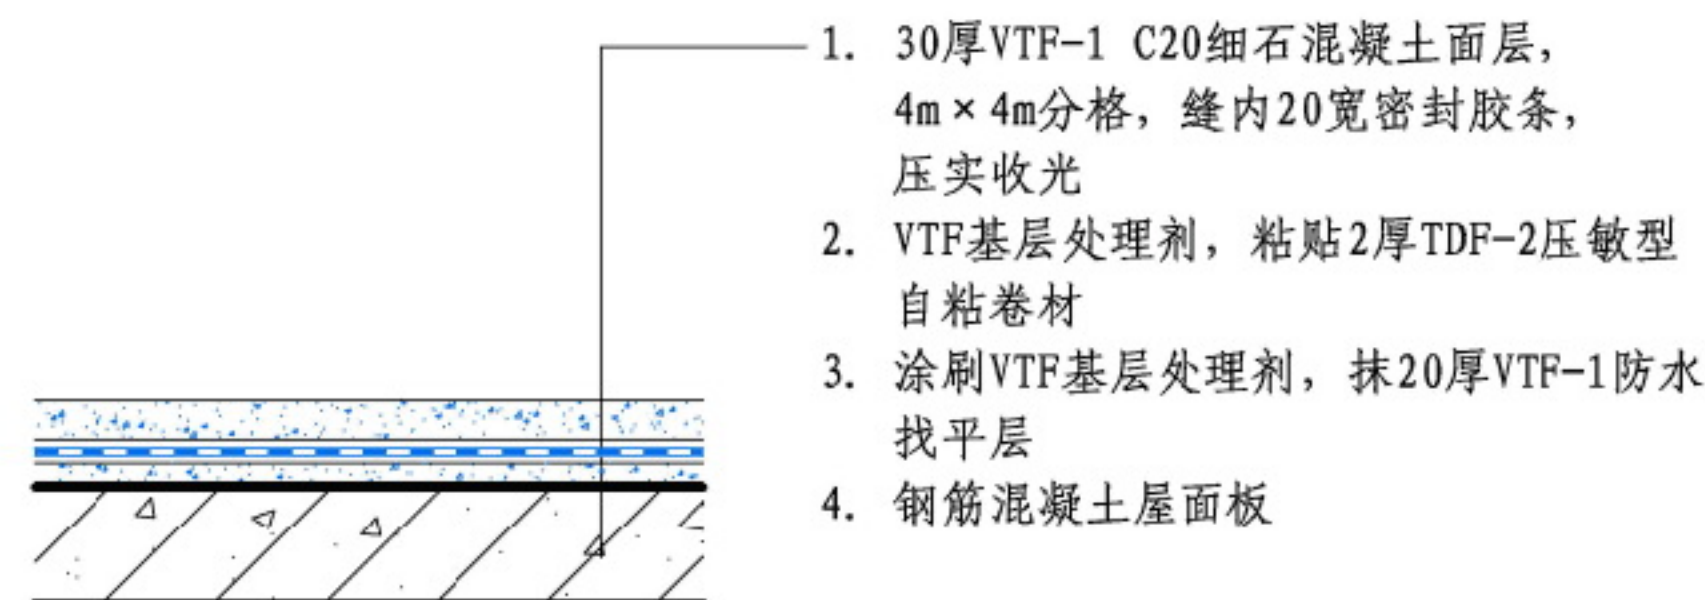 1. 30厚VTF-1 C20细石混凝土面层,
4m×4m分格, 缝内20宽密封胶条,
压实收光
2. VTF基层处理剂, 粘贴2厚TDF-2压敏型
自粘卷材
3. 涂刷VTF基层处理剂, 抹20厚VTF-1防水
找平层
4. 钢筋混凝土屋面板